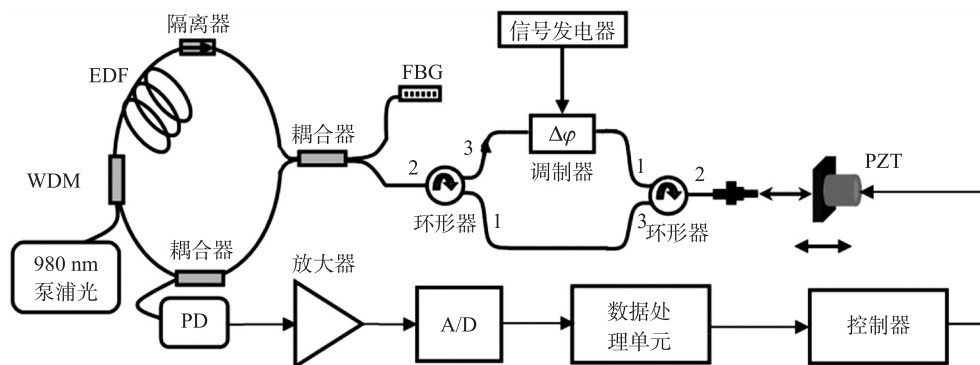 隔离器
信号发电器
EDF
FBG
耦合器
3
Δφ
调制器
1
PZT
WDM
2
2
环形器
1
3
环形器
980 nm
泵浦光
耦合器
放大器
PD
A/D
数据处
理单元
控制器